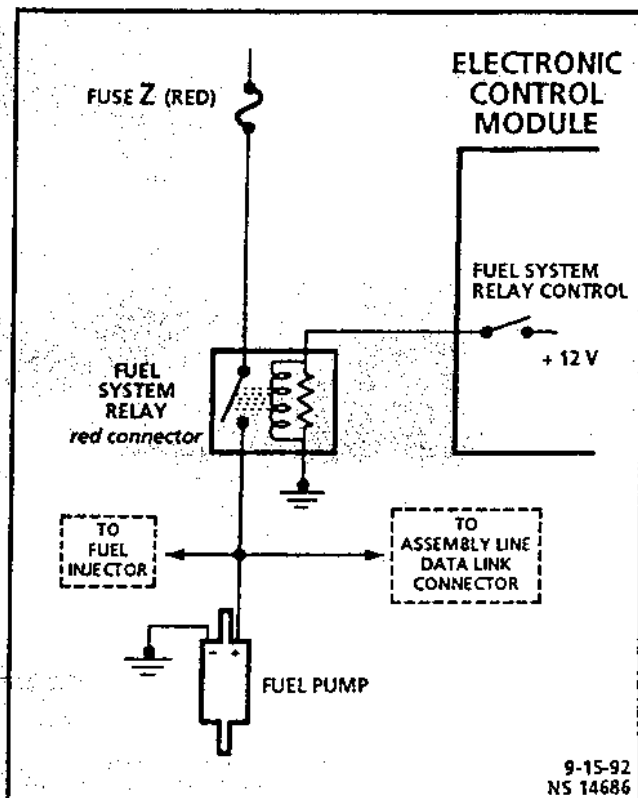 FUSE Z (RED)
ELECTRONIC
CONTROL
MODULE
FUEL SYSTEM
RELAY CONTROL
+ 12 V
FUEL
SYSTEM
RELAY
red connector
TO
FUEL
INJECTOR
TO
ASSEMBLY LINE
DATA LINK
CONNECTOR
- +
FUEL PUMP
9-15-92
NS 14686